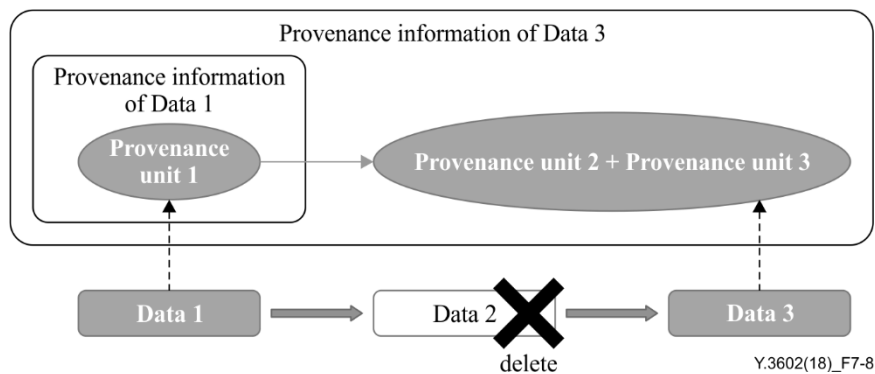 Provenance information of Data 3
Provenance information
of Data 1
Provenance
unit 1
Provenance unit 2 + Provenance unit 3
Data 1
Data 2
Data 3
delete
Y.3602(18)_F7-8